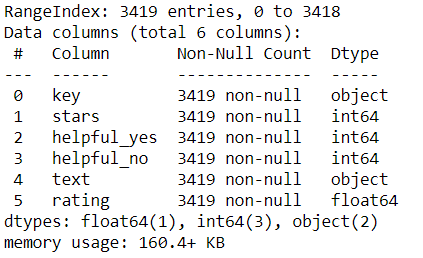 RangeIndex: 3419 entries, 0 to 3418
Data columns (total 6 columns):
 #   Column       Non-Null Count  Dtype
---  ------       --------------  -----
 0   key          3419 non-null   object
 1   stars        3419 non-null   int64
 2   helpful_yes  3419 non-null   int64
 3   helpful_no   3419 non-null   int64
 4   text         3419 non-null   object
 5   rating       3419 non-null   float64
dtypes: float64(1), int64(3), object(2)
memory usage: 160.4+ KB